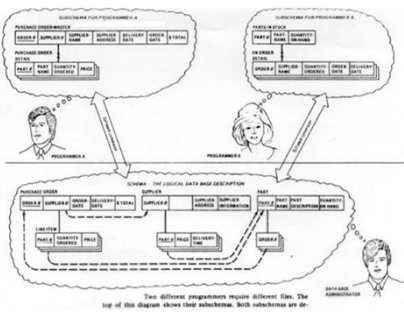 SUBSCHEMA FOR PROGRAMMER A
PURCHASE-ORDER-MASTER
ORDER # SUPPLIER # SUPPLIER-NAME SUPPLIER ADDRESS DELIVERY DATE ORDER-DATE $ TOTAL
PURCHASE-ORDER-DETAIL
PART # PART NAME QUANTITY ORDERED PRICE
PROGRAMMER A
SUBSCHEMA FOR PROGRAMMER B
PARTS-IN-STOCK
PART # PART NAME QUANTITY-ON-HAND
ON-ORDER-DETAIL
ORDER # SUPPLIER-NAME QUANTITY-ORDERED ORDER-DATE DELIVERY-DATE
PROGRAMMER B
SCHEMA - THE LOGICAL DATA BASE DESCRIPTION
PURCHASE ORDER
ORDER # SUPPLIER # ORDER-DATE DELIVERY-DATE $ TOTAL
SUPPLIER
SUPPLIER # SUPPLIER ADDRESS SUPPLIER INFORMATION
PART
PART # PART NAME PART DESCRIPTION QUANTITY-ON-HAND
LINE-ITEM
PART # QUANTITY ORDERED PRICE
PART # PRICE DELIVERY TIME
ORDER #
DATA BASE ADMINISTRATOR
Two different programmers require different files. The
top of this diagram shows their subschemas. Both subschemas are de-